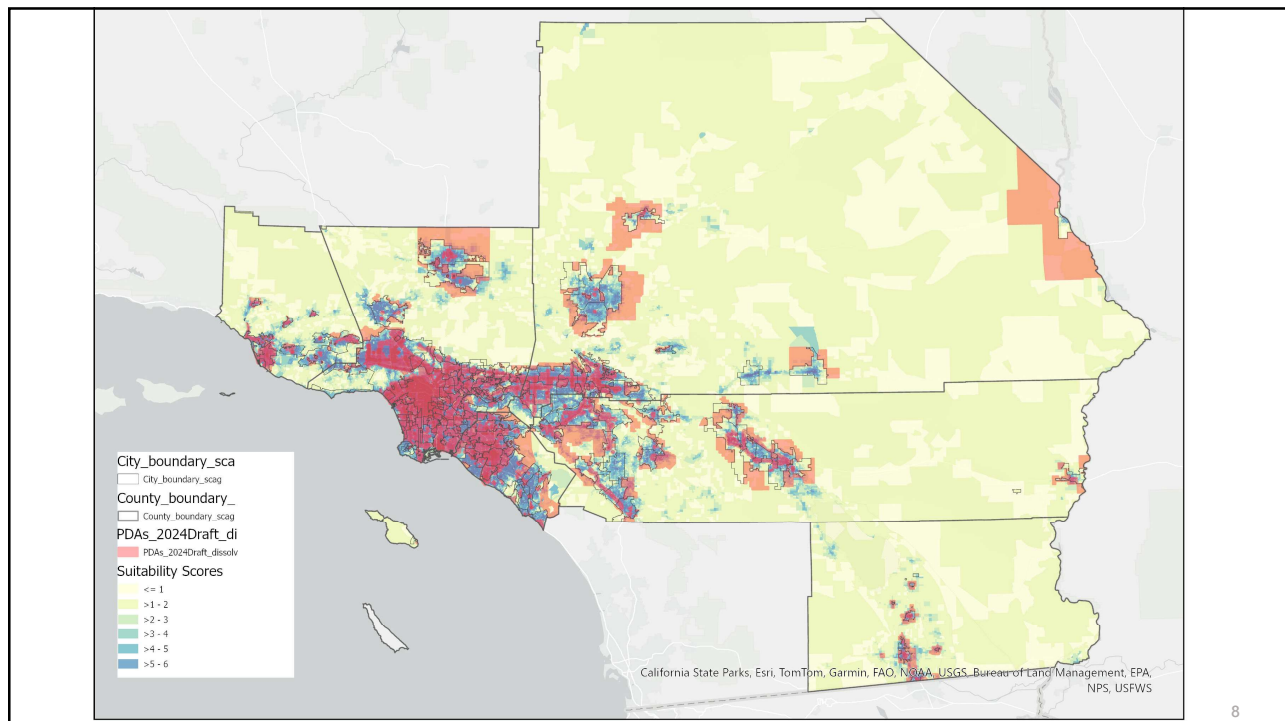 City_boundary_sca
City_boundary_scag
County_boundary_
County_boundary_scag
PDAs_2024Draft_di
PDAs_2024Draft_dissolv
Suitability Scores
<= 1
>1 - 2
>2 - 3
>3 - 4
>4 - 5
>5 - 6
California State Parks, Esri, TomTom, Garmin, FAO, NOAA, USGS, Bureau of Land Management, EPA,
NPS, USFWS
8